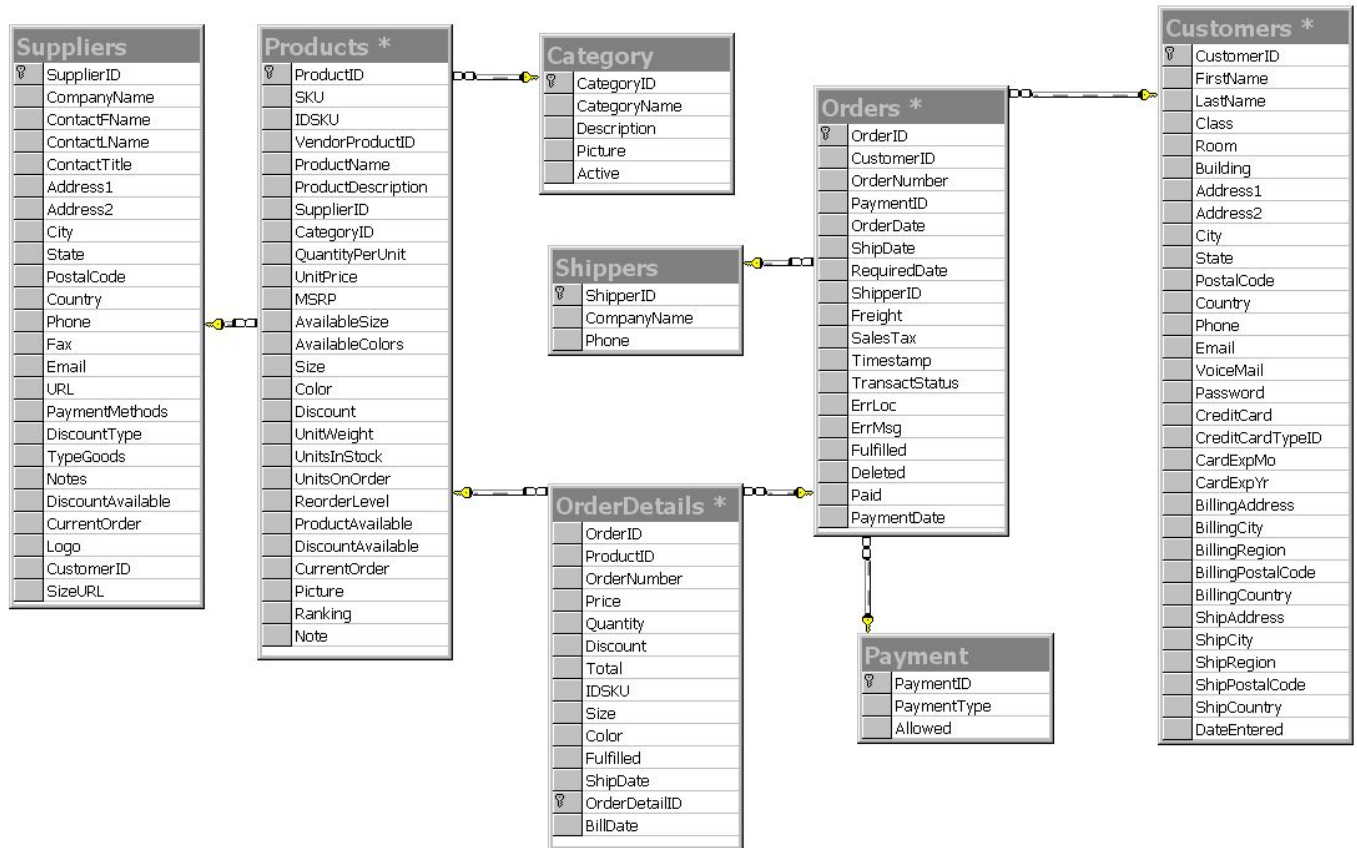 Suppliers
SupplierID
CompanyName
ContactFName
ContactLName
ContactTitle
Address1
Address2
City
State
PostalCode
Country
Phone
Fax
Email
URL
PaymentMethods
DiscountType
TypeGoods
Notes
DiscountAvailable
CurrentOrder
Logo
CustomerID
SizeURL
Products *
ProductID
SKU
IDSKU
VendorProductID
ProductName
ProductDescription
SupplierID
CategoryID
QuantityPerUnit
UnitPrice
MSRP
AvailableSize
AvailableColors
Size
Color
Discount
UnitWeight
UnitsInStock
UnitsOnOrder
ReorderLevel
ProductAvailable
DiscountAvailable
CurrentOrder
Picture
Ranking
Note
Category
CategoryID
CategoryName
Description
Picture
Active
Shippers
ShipperID
CompanyName
Phone
OrderDetails *
OrderID
ProductID
OrderNumber
Price
Quantity
Discount
Total
IDSKU
Size
Color
Fulfilled
ShipDate
OrderDetailID
BillDate
Orders *
OrderID
CustomerID
OrderNumber
PaymentID
OrderDate
ShipDate
RequiredDate
ShipperID
Freight
SalesTax
Timestamp
TransactStatus
ErrLoc
ErrMsg
Fulfilled
Deleted
Paid
PaymentDate
Payment
PaymentID
PaymentType
Allowed
Customers *
CustomerID
FirstName
LastName
Class
Room
Building
Address1
Address2
City
State
PostalCode
Country
Phone
Email
VoiceMail
Password
CreditCard
CreditCardTypeID
CardExpMo
CardExpYr
BillingAddress
BillingCity
BillingRegion
BillingPostalCode
BillingCountry
ShipAddress
ShipCity
ShipRegion
ShipPostalCode
ShipCountry
DateEntered